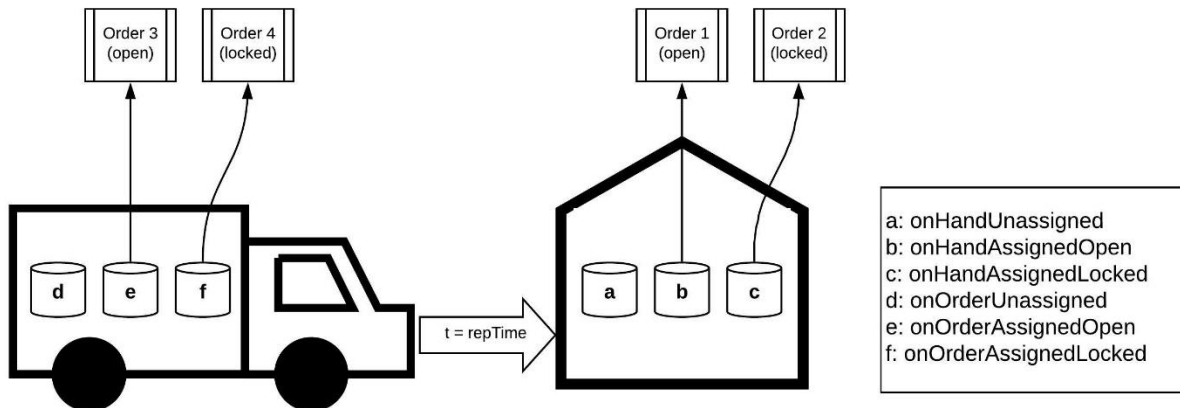 Order 3
(open)
Order 4
(locked)
Order 1
(open)
Order 2
(locked)
d
e
f
t = repTime
a
b
c
a: onHandUnassigned
b: onHandAssignedOpen
c: onHandAssignedLocked
d: onOrderUnassigned
e: onOrderAssignedOpen
f: onOrderAssignedLocked